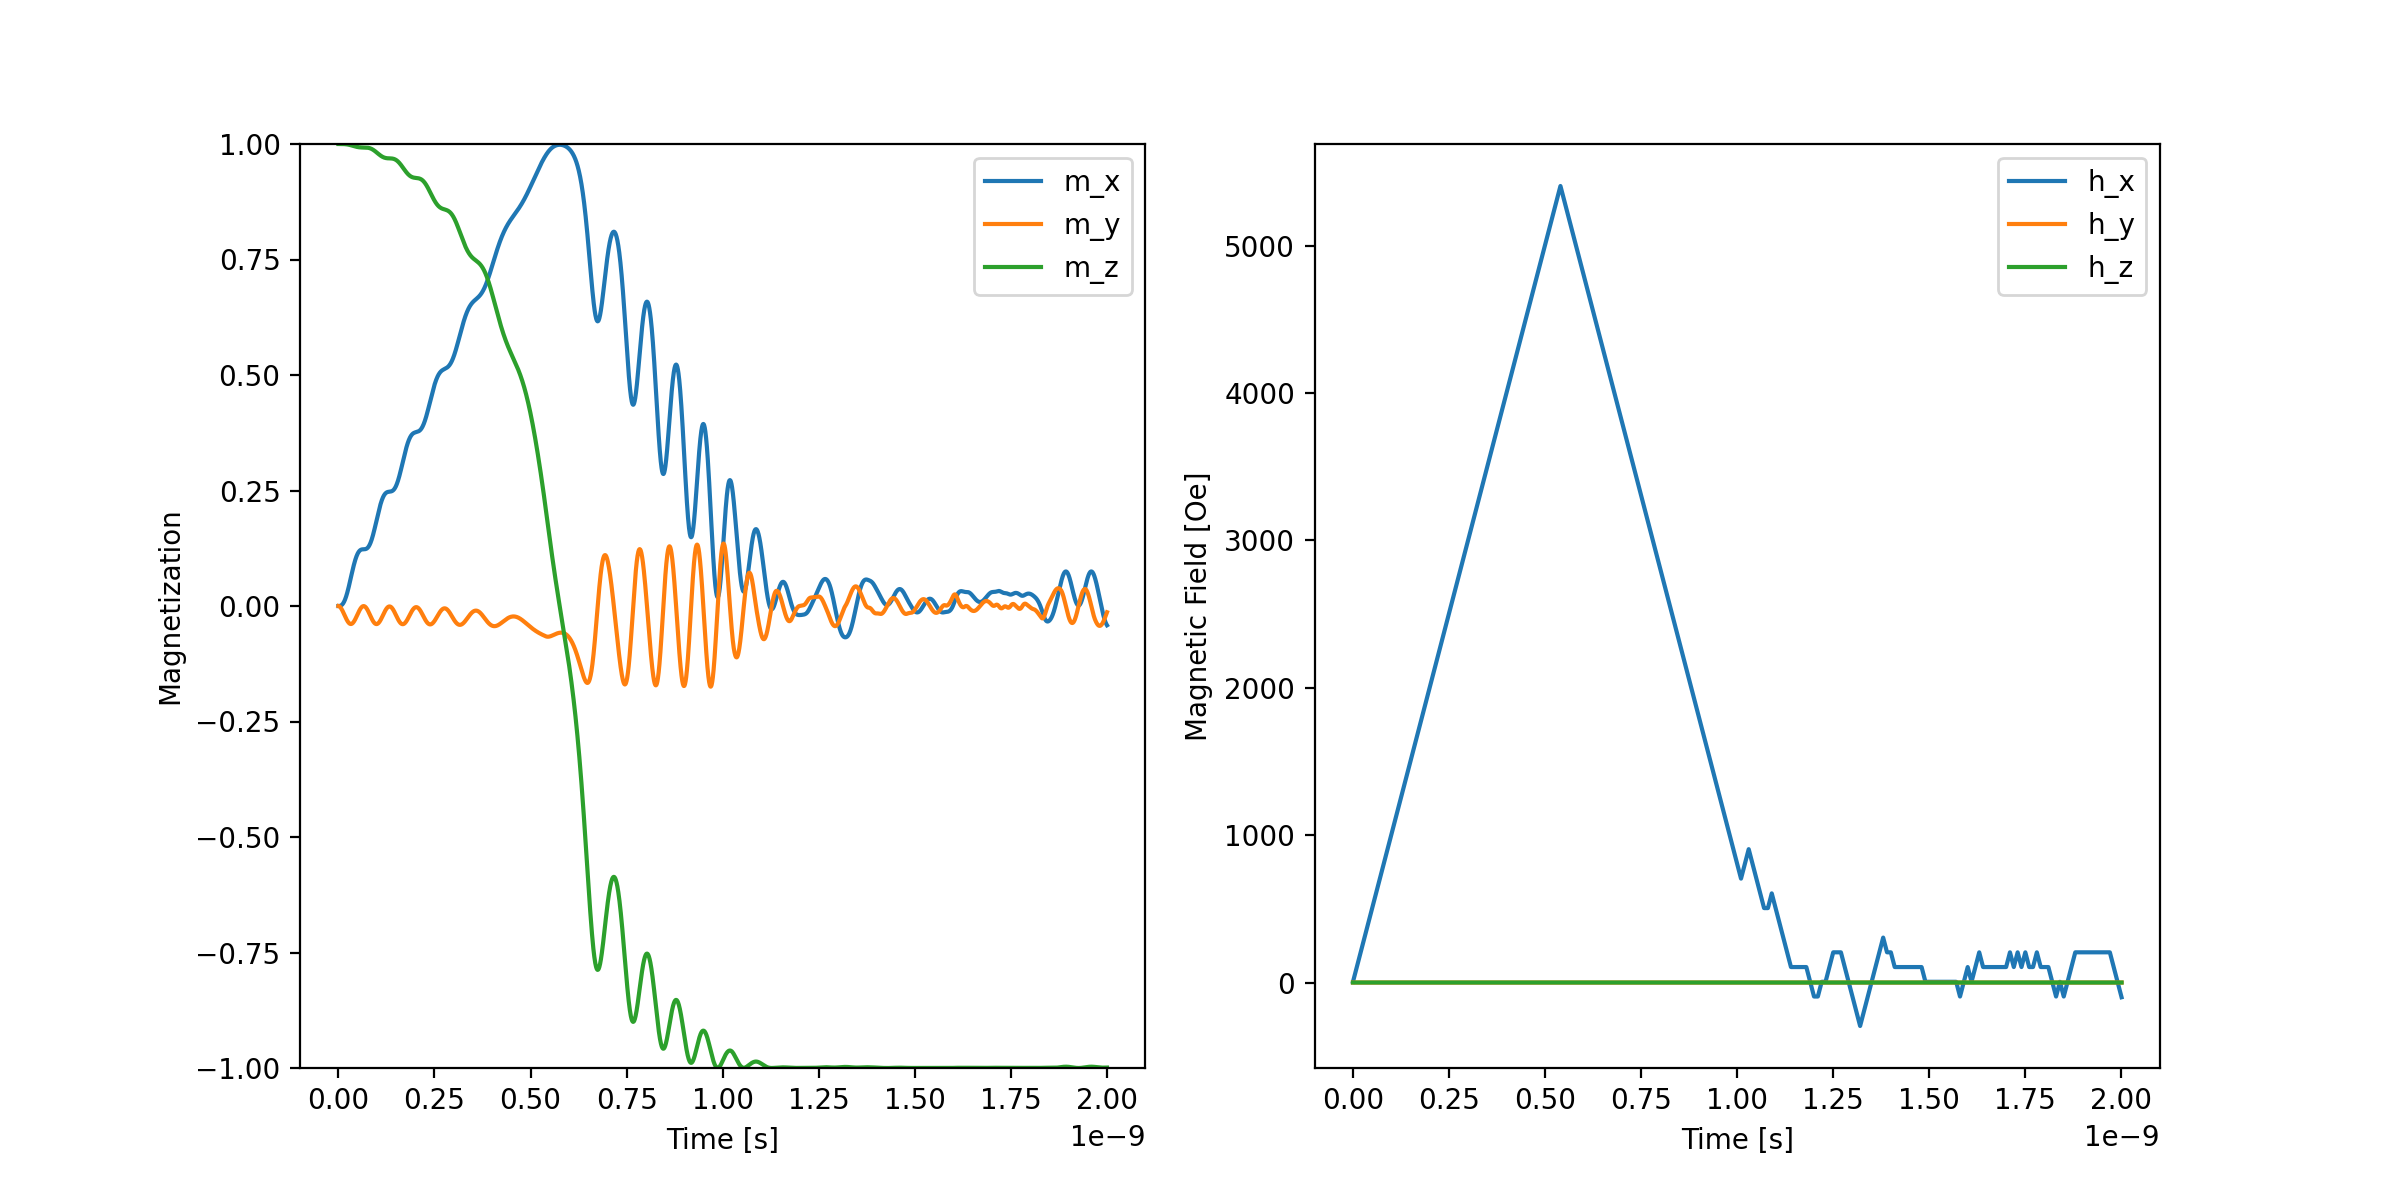 1.00
0.75
0.50
0.25
0.00
−0.25
−0.50
−0.75
−1.00
Magnetization
m_x
m_y
m_z
0.00 0.25 0.50 0.75 1.00 1.25 1.50 1.75 2.00
Time [s]
1e−9
5000
4000
3000
2000
1000
0
Magnetic Field [Oe]
h_x
h_y
h_z
0.00 0.25 0.50 0.75 1.00 1.25 1.50 1.75 2.00
Time [s]
1e−9